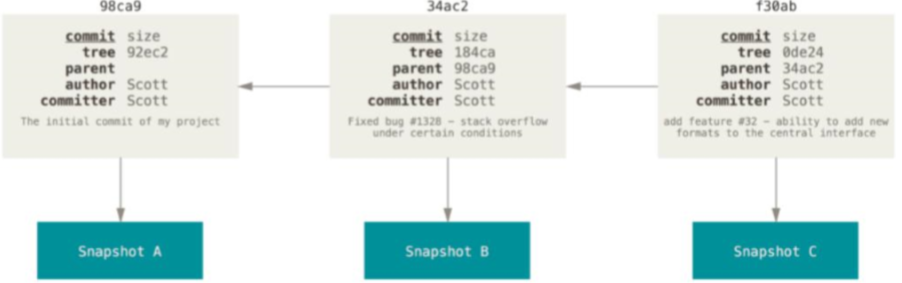 98ca9
commit size
tree 92ec2
parent
author Scott
committer Scott
The initial commit of my project
Snapshot A
34ac2
commit size
tree 184ca
parent 98ca9
author Scott
committer Scott
Fixed bug #1328 - stack overflow
under certain conditions
Snapshot B
f30ab
commit size
tree 0de24
parent 34ac2
author Scott
committer Scott
add feature #32 - ability to add new
formats to the central interface
Snapshot C